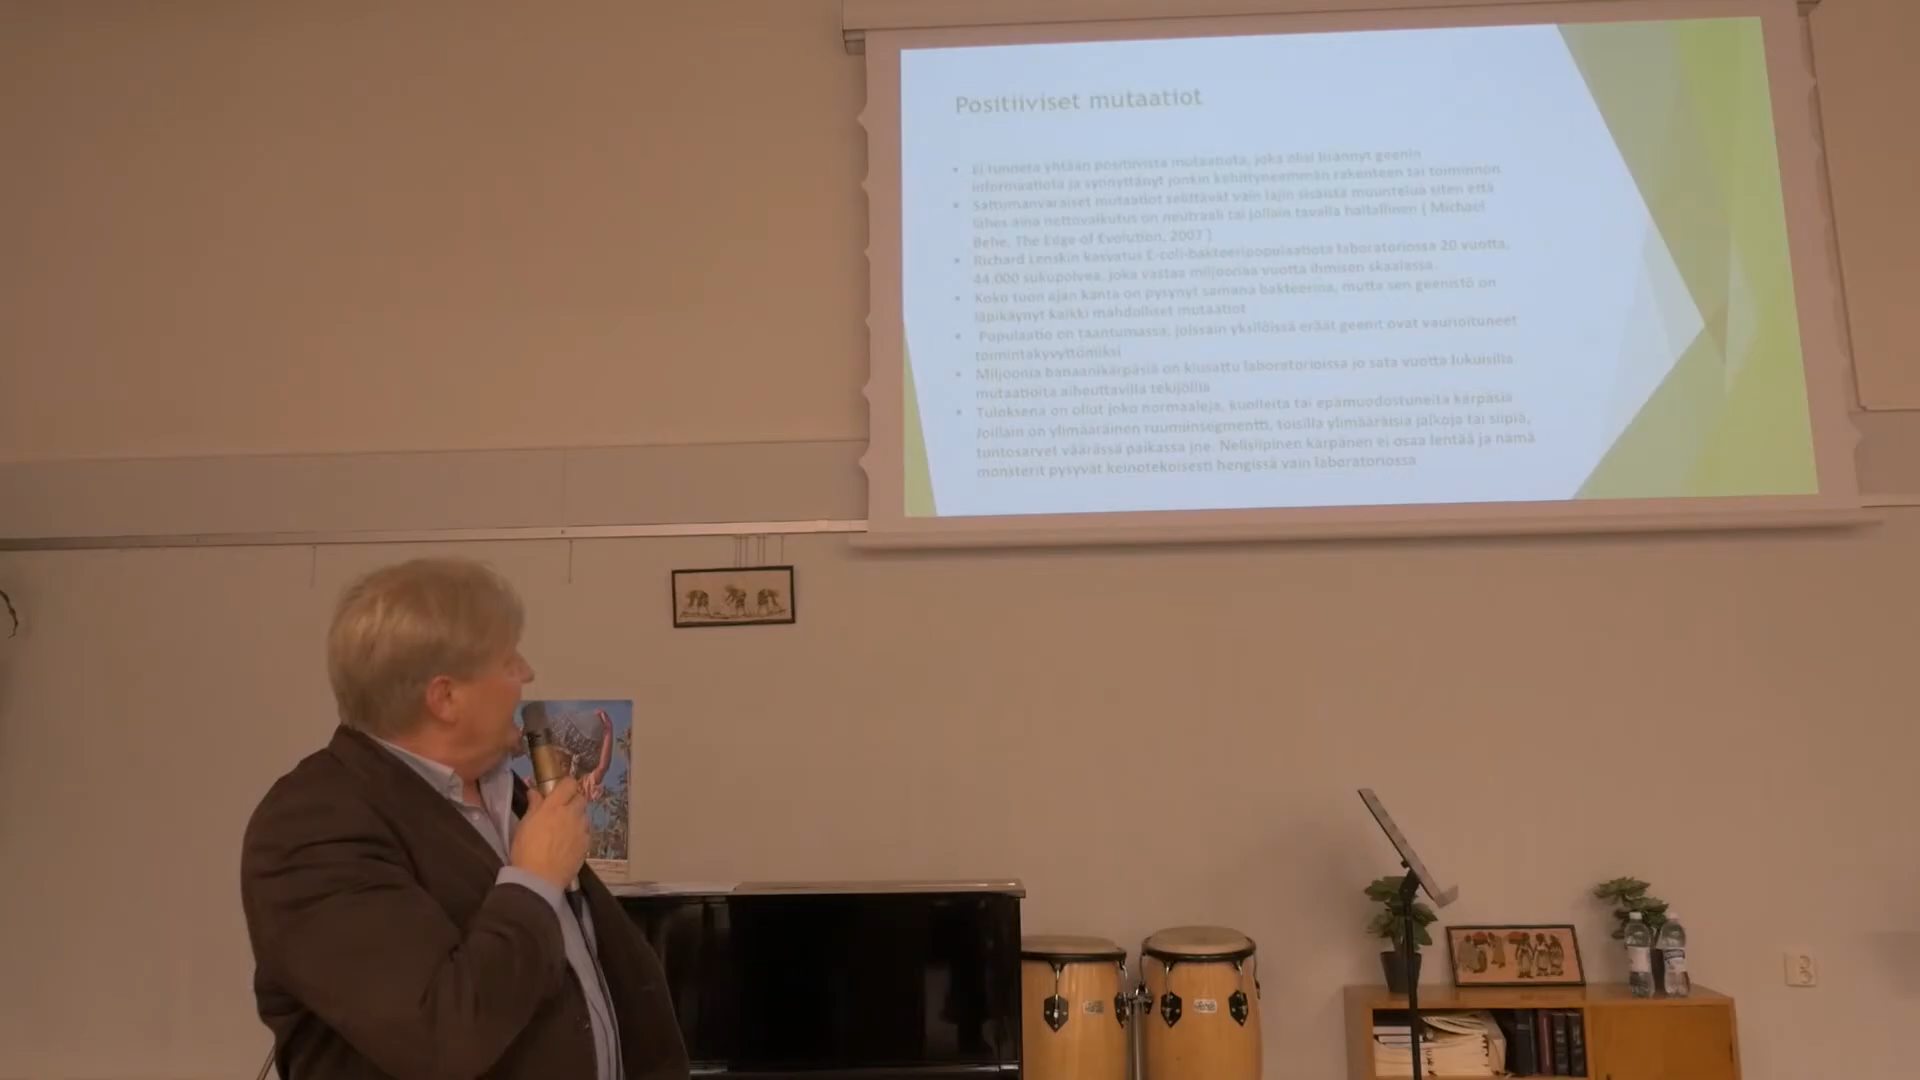 Positiiviset mutaatiot
Ei tunneta yhtään positiivista mutaatiota, joka olisi lisännyt geenin
informaatiota ja synnyttänyt jonkin kehittyneemmän rakenteen tai toiminnon
Sattumanvaraiset mutaatiot selittävät vain lajin sisäistä muuntelua siten että
lähes aina nettovaikutus on neutraali tai jollain tavalla haitallinen [ Michael
Behe, The Edge of Evolution, 2007 ]
Richard Lenskin kasvatus E-coli-bakteeripopulaatiota laboratoriossa 20 vuotta,
44 000 sukupolvea, joka vastaa miljoonaa vuotta ihmisen skaalassa.
Koko tuon ajan kanta on pysynyt samana bakteerina, mutta sen geenistö on
läpikäynyt kaikki mahdolliset mutaatiot
Populaatio on taantumassa, joissain yksilöissä eräät geenit ovat vaurioituneet
toimintakyvyttömiksi
Miljoonia banaanikärpäsiä on kiusattu laboratorioissa jo sata vuotta lukuisilla
mutaatioita aiheuttavilla tekijöillä
Tuloksena on ollut joko normaaleja, kuolleita tai epämuodostuneita kärpäsiä
Joillain on ylimääräinen ruumiinsegmentti, toisilla ylimääräisiä jalkoja tai siipiä,
tuntosarvet väärässä paikassa jne. Nelisiipinen kärpänen ei osaa lentää ja nämä
monsterit pysyvät keinotekoisesti hengissä vain laboratoriossa